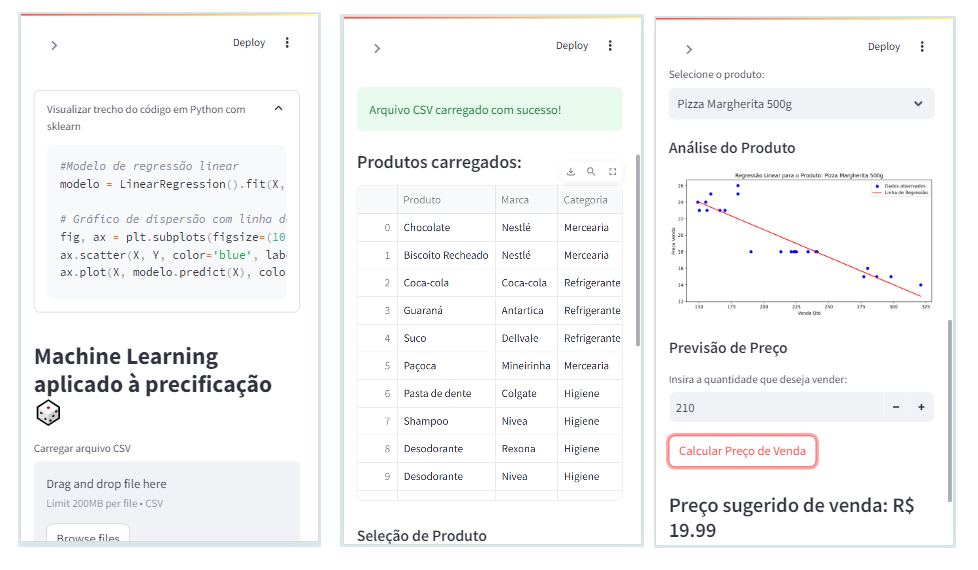 Deploy
Visualizar trecho do código em Python com
sklearn
#Modelo de regressão linear
modelo = LinearRegression().fit(X,
# Gráfico de dispersão com linha de
fig, ax = plt.subplots(figsize=(10
ax.scatter(X, Y, color='blue', labe
ax.plot(X, modelo.predict(X), colo
Machine Learning
aplicado à precificação
Carregar arquivo CSV
Drag and drop file here
Limit 200MB per file • CSV
Browse files
Deploy
Arquivo CSV carregado com sucesso!
Produtos carregados:
Produto Marca Categoria
0 Chocolate Nestlé Mercearia
1 Biscoito Recheado Nestlé Mercearia
2 Coca-cola Coca-cola Refrigerante
3 Guaraná Antartica Refrigerante
4 Suco Dellvale Refrigerante
5 Paçoca Mineirinha Mercearia
6 Pasta de dente Colgate Higiene
7 Shampoo Nivea Higiene
8 Desodorante Rexona Higiene
9 Desodorante Nivea Higiene
Seleção de Produto
Deploy
Selecione o produto:
Pizza Margherita 500g
Análise do Produto
Regressão Linear para o Produto: Pizza Margherita 500g
Dados observados
Linha de Regressão
26
24
22
20
18
16
14
12
Preço Venda
150 175 200 225 250 275 300 325
Venda Qtd
Previsão de Preço
Insira a quantidade que deseja vender:
210 − +
Calcular Preço de Venda
Preço sugerido de venda: R$
19.99